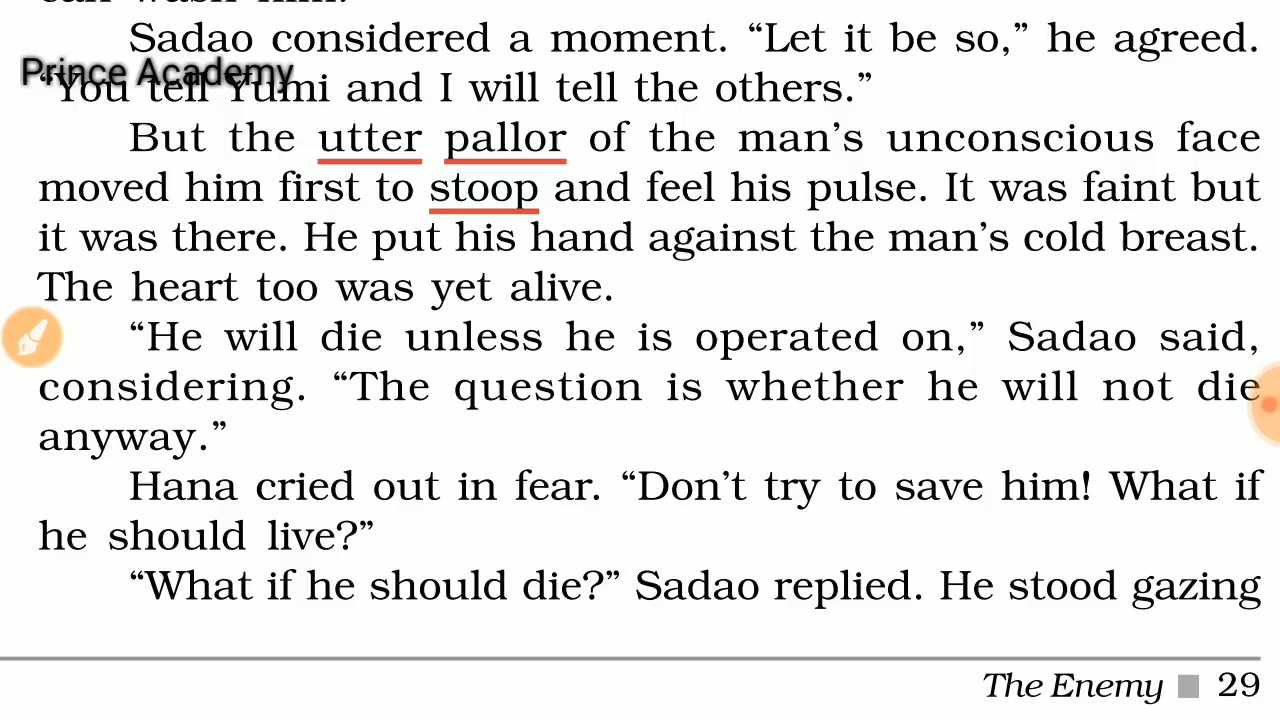 can wash him.”
Sadao considered a moment. “Let it be so,” he agreed.
Prince Academy
“You tell Yumi and I will tell the others.”
But the utter pallor of the man’s unconscious face
moved him first to stoop and feel his pulse. It was faint but
it was there. He put his hand against the man’s cold breast.
The heart too was yet alive.
“He will die unless he is operated on,” Sadao said,
considering. “The question is whether he will not die
anyway.”
Hana cried out in fear. “Don’t try to save him! What if
he should live?”
“What if he should die?” Sadao replied. He stood gazing
The Enemy 29